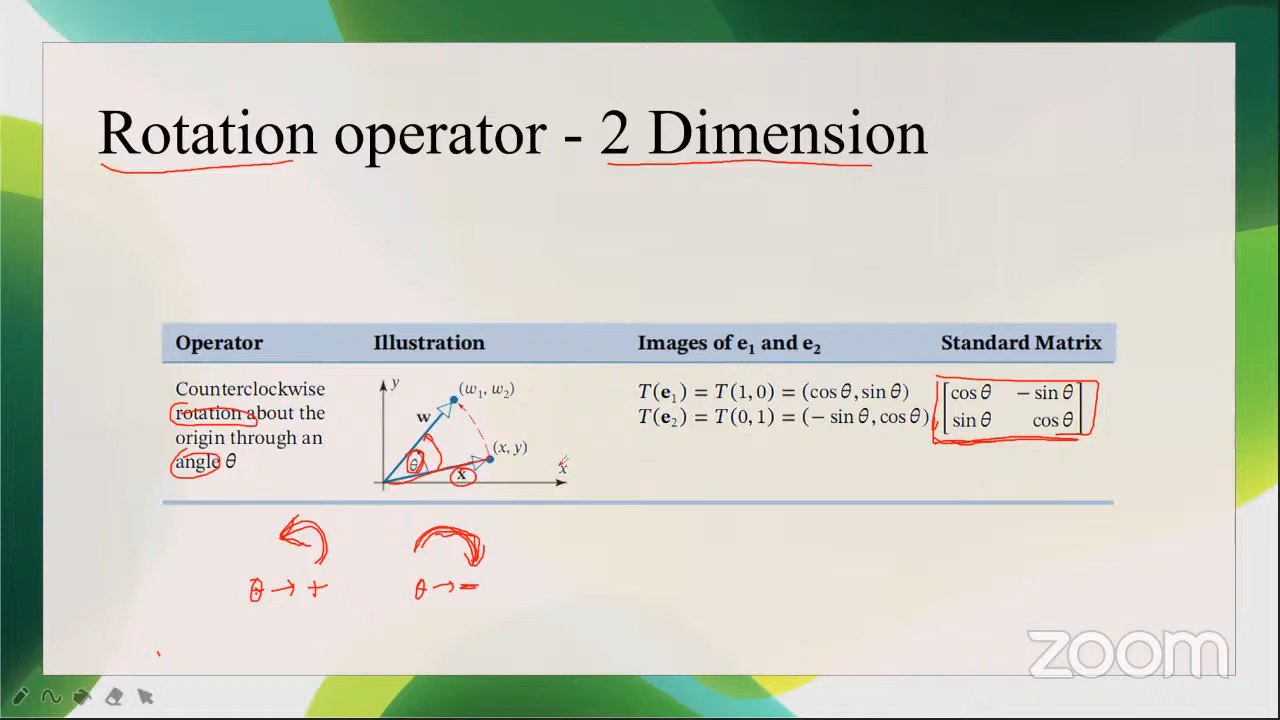 Rotation operator - 2 Dimension
Operator Illustration Images of e₁ and e₂ Standard Matrix
Counterclockwise
rotation about the
origin through an
angle θ
y
(w₁, w₂)
w
θ
(x, y)
x
x
T(e₁) = T(1, 0) = (cos θ, sin θ)
T(e₂) = T(0, 1) = (− sin θ, cos θ)
cos θ − sin θ
sin θ cos θ
θ → +
θ → −
zoom